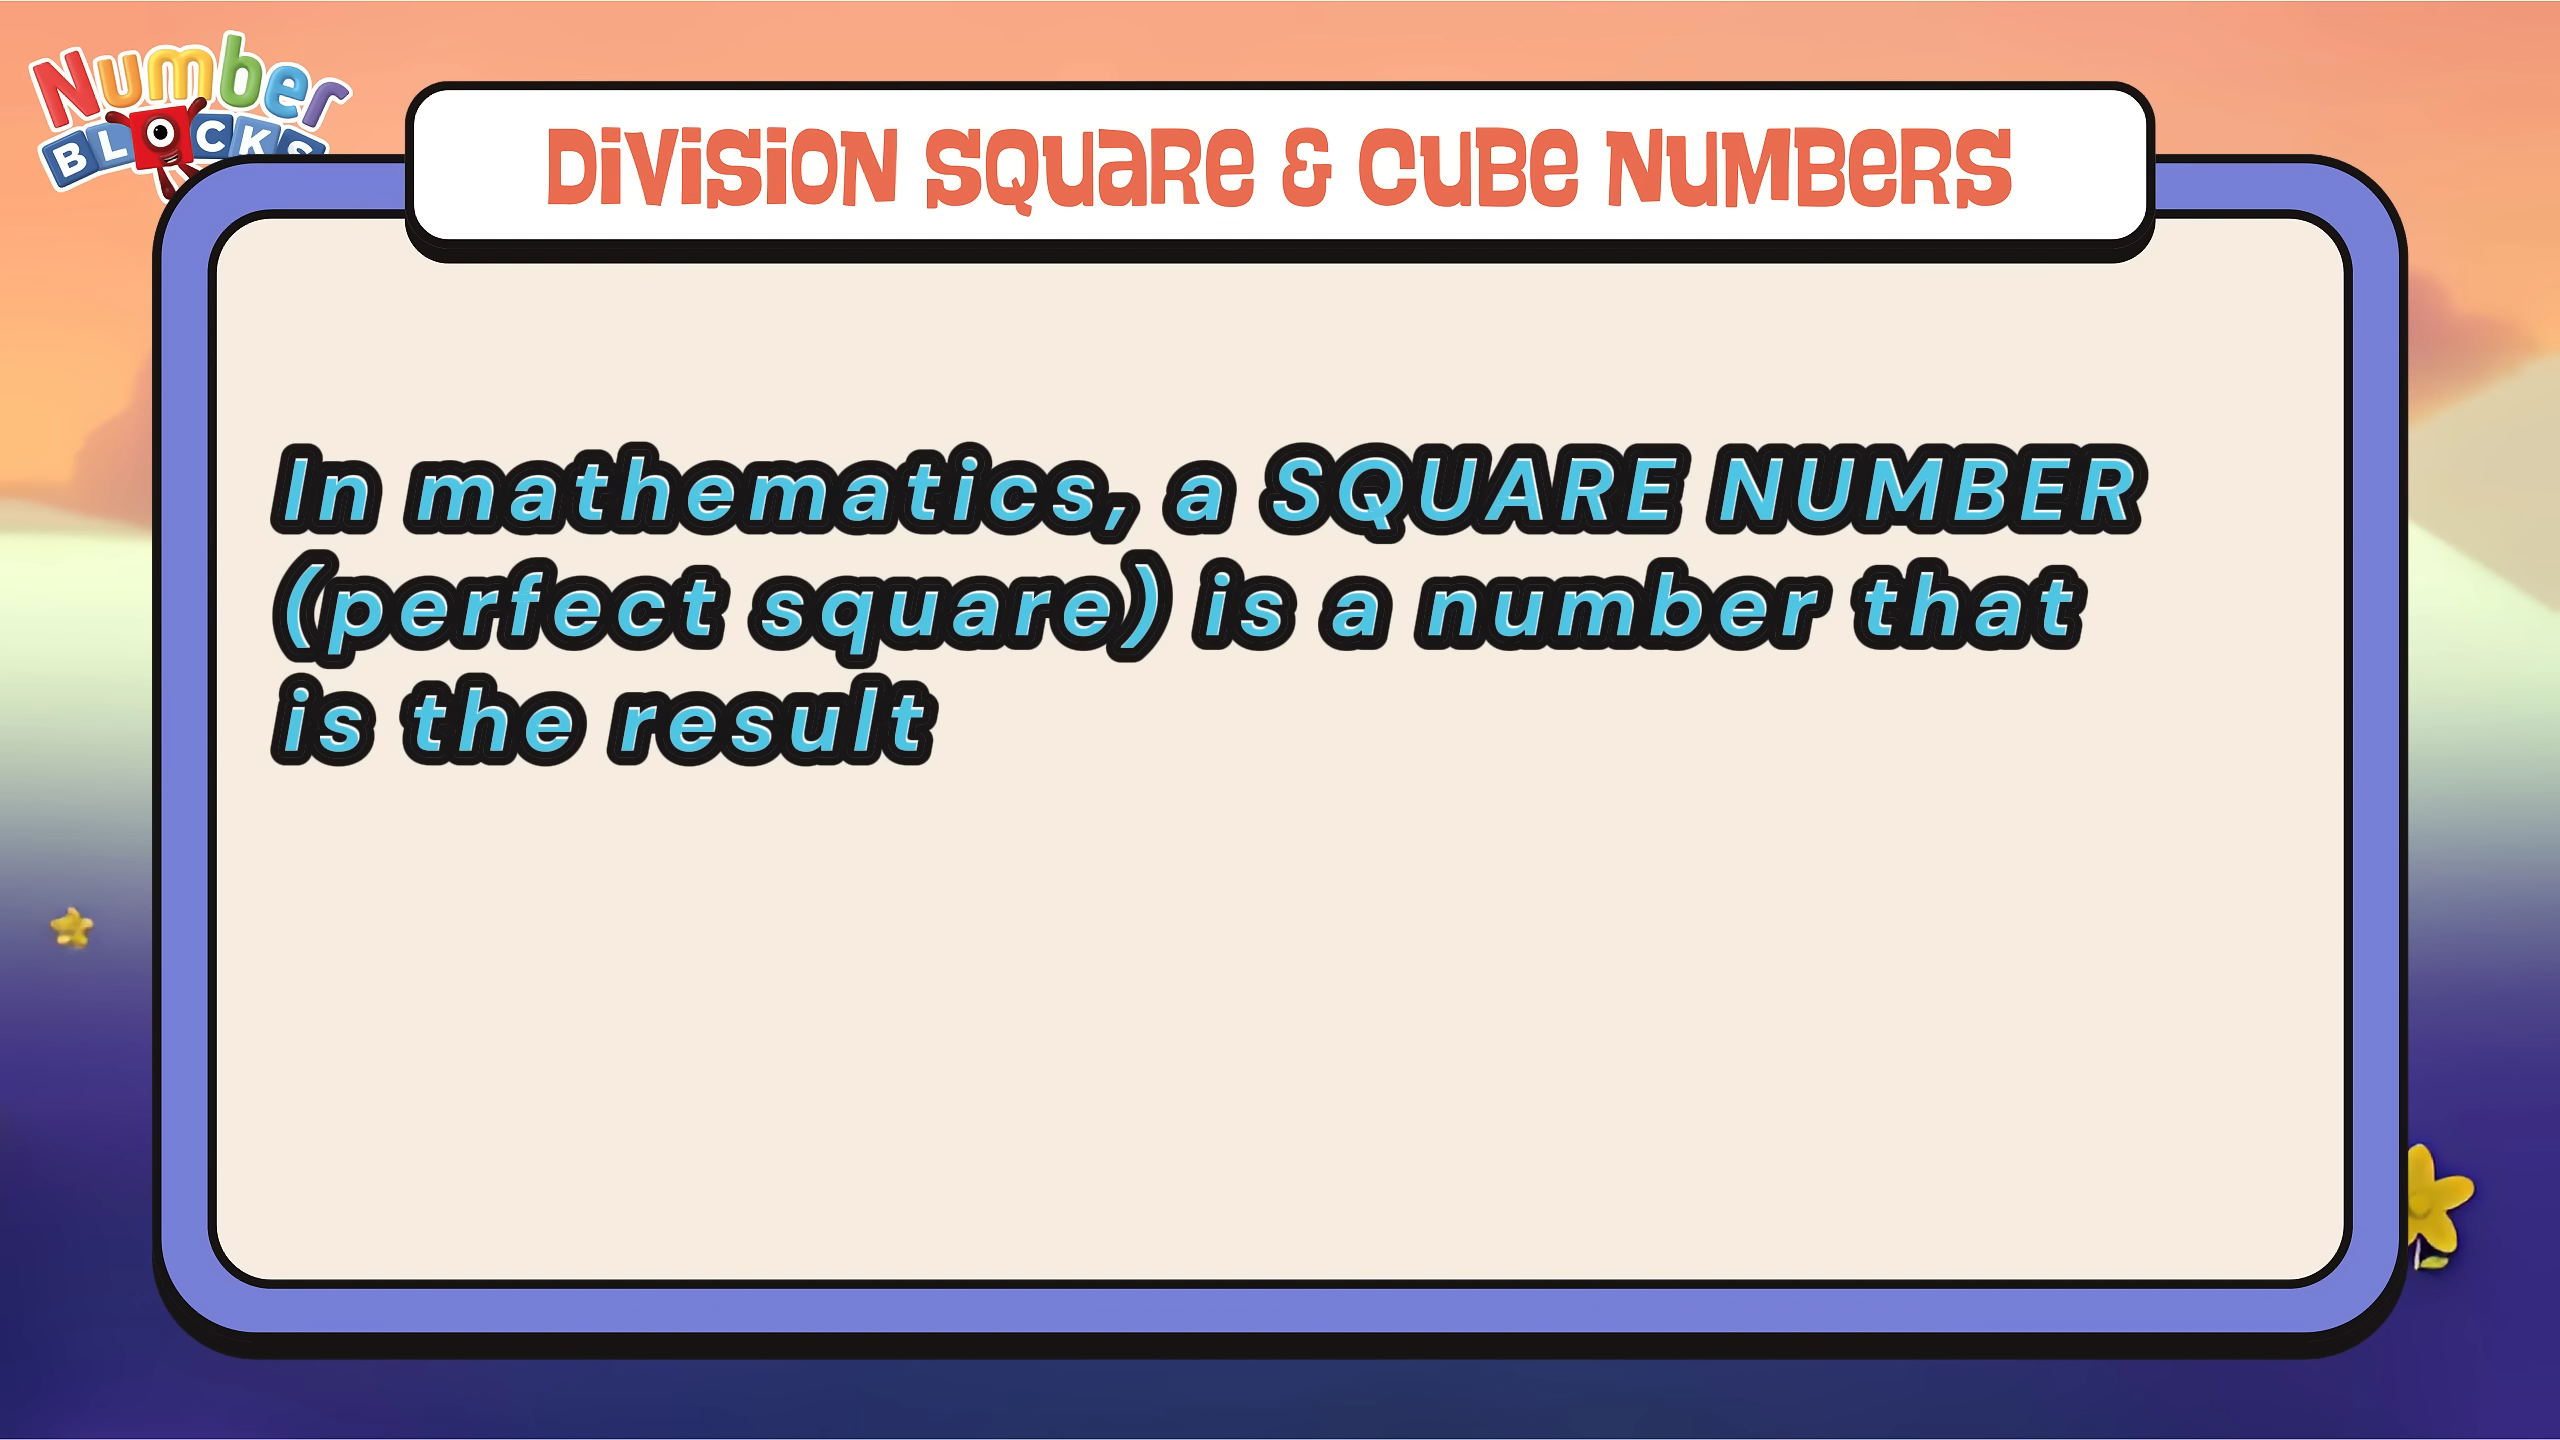 Number
BLOCKS
DiViSiON SQUaRe & CUBe NUMBeRS
In mathematics, a SQUARE NUMBER
(perfect square) is a number that
is the result